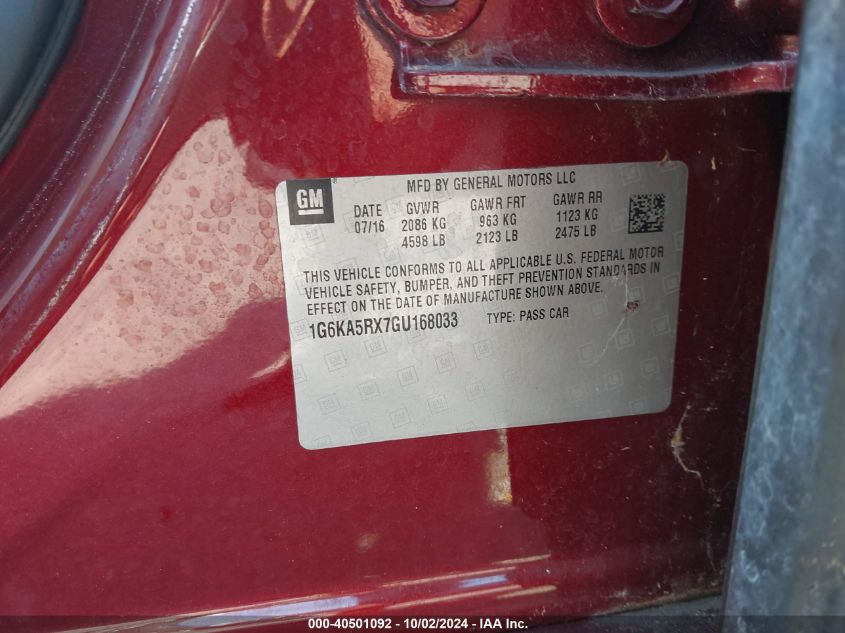 GM
MFD BY GENERAL MOTORS LLC
DATE GVWR GAWR FRT GAWR RR
07/16 2086 KG 963 KG 1123 KG
4598 LB 2123 LB 2475 LB
THIS VEHICLE CONFORMS TO ALL APPLICABLE U.S. FEDERAL MOTOR
VEHICLE SAFETY, BUMPER, AND THEFT PREVENTION STANDARDS IN
EFFECT ON THE DATE OF MANUFACTURE SHOWN ABOVE.
1G6KA5RX7GU168033 TYPE: PASS CAR
000-40501092 - 10/02/2024 - IAA Inc.